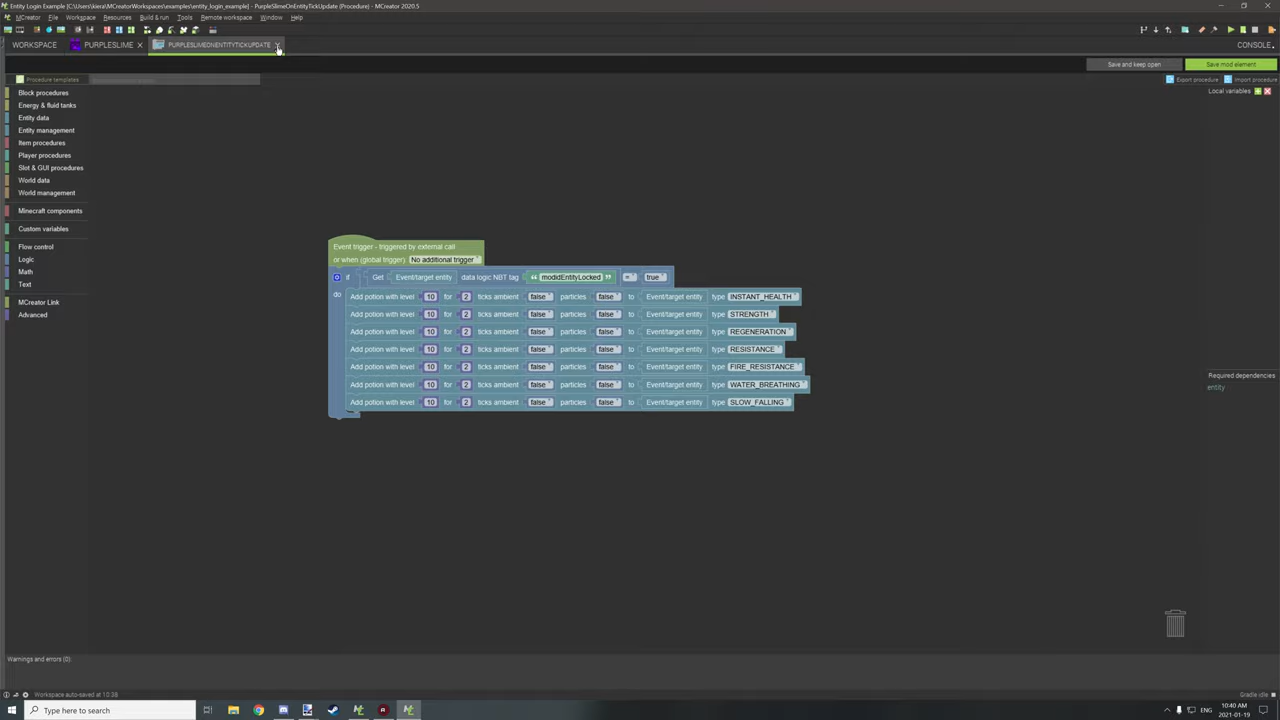 Entity Login Example [C:\Users\kiera\MCreatorWorkspaces\examples\entity_login_example] - PurpleSlimeOnEntityTickUpdate (Procedure) - MCreator 2020.5
MCreator File Workspace Resources Build & run Tools Remote workspace Window Help
WORKSPACE PURPLESLIME PURPLESLIMEONENTITYTICKUPDATE CONSOLE
Save and keep open Save mod element
Procedure templates Export procedure Import procedure
Local variables
Block procedures
Energy & fluid tanks
Entity data
Entity management
Item procedures
Player procedures
Slot & GUI procedures
World data
World management
Minecraft components
Custom variables
Flow control
Logic
Math
Text
MCreator Link
Advanced
Event trigger - triggered by external call
or when (global trigger): No additional trigger
if Get Event/target entity data logic NBT tag “ modidEntityLocked ” = true
do Add potion with level 10 for 2 ticks ambient false particles false to Event/target entity type INSTANT_HEALTH
Add potion with level 10 for 2 ticks ambient false particles false to Event/target entity type STRENGTH
Add potion with level 10 for 2 ticks ambient false particles false to Event/target entity type REGENERATION
Add potion with level 10 for 2 ticks ambient false particles false to Event/target entity type RESISTANCE
Add potion with level 10 for 2 ticks ambient false particles false to Event/target entity type FIRE_RESISTANCE
Add potion with level 10 for 2 ticks ambient false particles false to Event/target entity type WATER_BREATHING
Add potion with level 10 for 2 ticks ambient false particles false to Event/target entity type SLOW_FALLING
Required dependencies
entity
Warnings and errors (0):
Workspace auto-saved at 10:38 Gradle idle
Type here to search
ENG 10:40 AM
2021-01-19